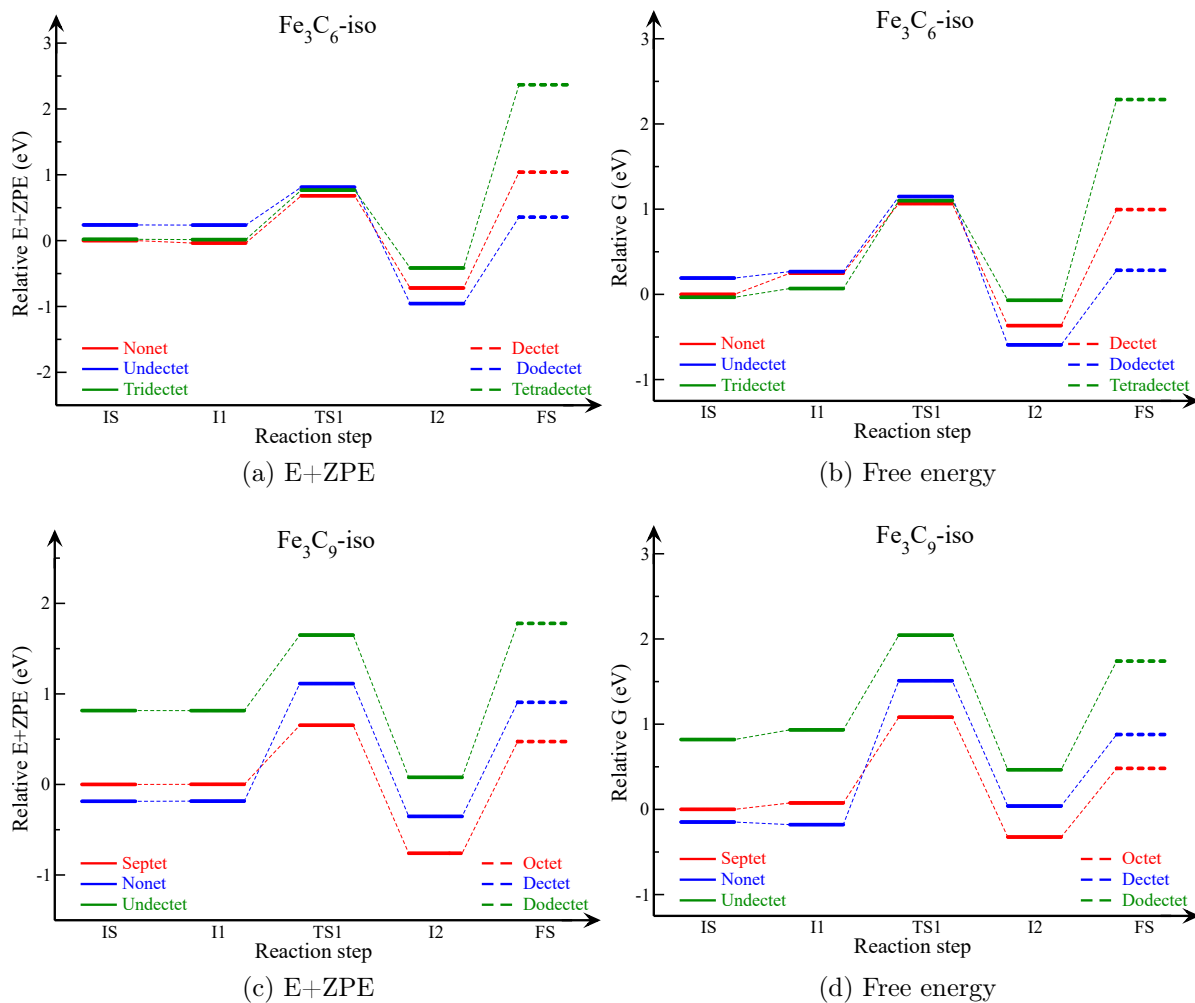 Fe3C6-iso
Relative E+ZPE (eV)
3
2
1
0
-1
-2
Nonet
Undectet
Tridectet
Dectet
Dodectet
Tetradectet
IS I1 TS1 I2 FS
Reaction step
(a) E+ZPE
Fe3C6-iso
Relative G (eV)
3
2
1
0
-1
Nonet
Undectet
Tridectet
Dectet
Dodectet
Tetradectet
IS I1 TS1 I2 FS
Reaction step
(b) Free energy
Fe3C9-iso
Relative E+ZPE (eV)
2
1
0
-1
Septet
Nonet
Undectet
Octet
Dectet
Dodectet
IS I1 TS1 I2 FS
Reaction step
(c) E+ZPE
Fe3C9-iso
Relative G (eV)
3
2
1
0
-1
Septet
Nonet
Undectet
Octet
Dectet
Dodectet
IS I1 TS1 I2 FS
Reaction step
(d) Free energy